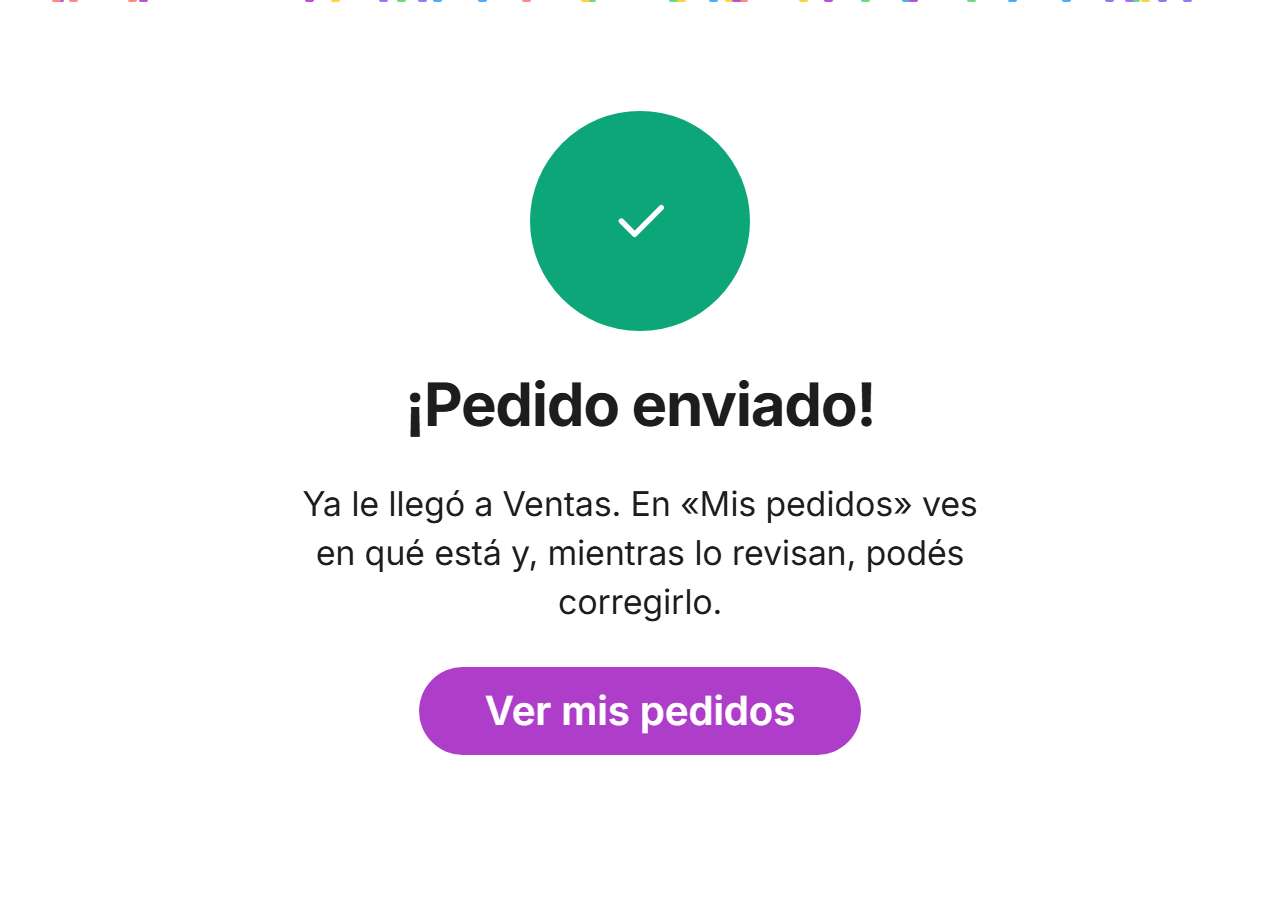 ¡Pedido enviado!
Ya le llegó a Ventas. En «Mis pedidos» ves
en qué está y, mientras lo revisan, podés
corregirlo.
Ver mis pedidos